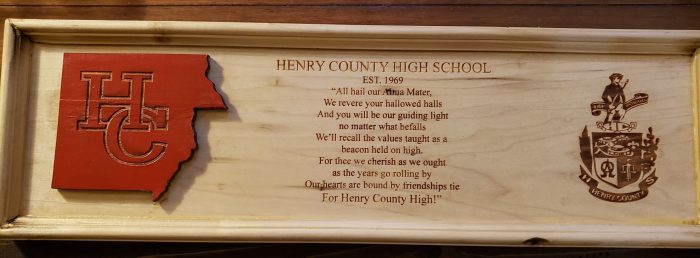 HC
HENRY COUNTY HIGH SCHOOL
EST. 1969
"All hail our Alma Mater,
We revere your hallowed halls
And you will be our guiding light
no matter what befalls
We'll recall the values taught as a
beacon held on high.
For thee we cherish as we ought
as the years go rolling by
Our hearts are bound by friendships tie
For Henry County High!"
HENRY COUNTY
H S